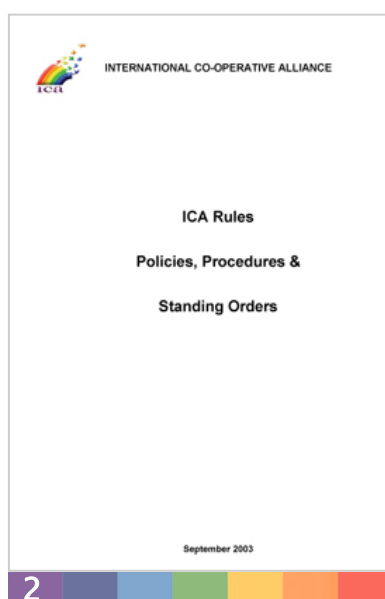 INTERNATIONAL CO-OPERATIVE ALLIANCE
ica
ICA Rules
Policies, Procedures &
Standing Orders
September 2003
2